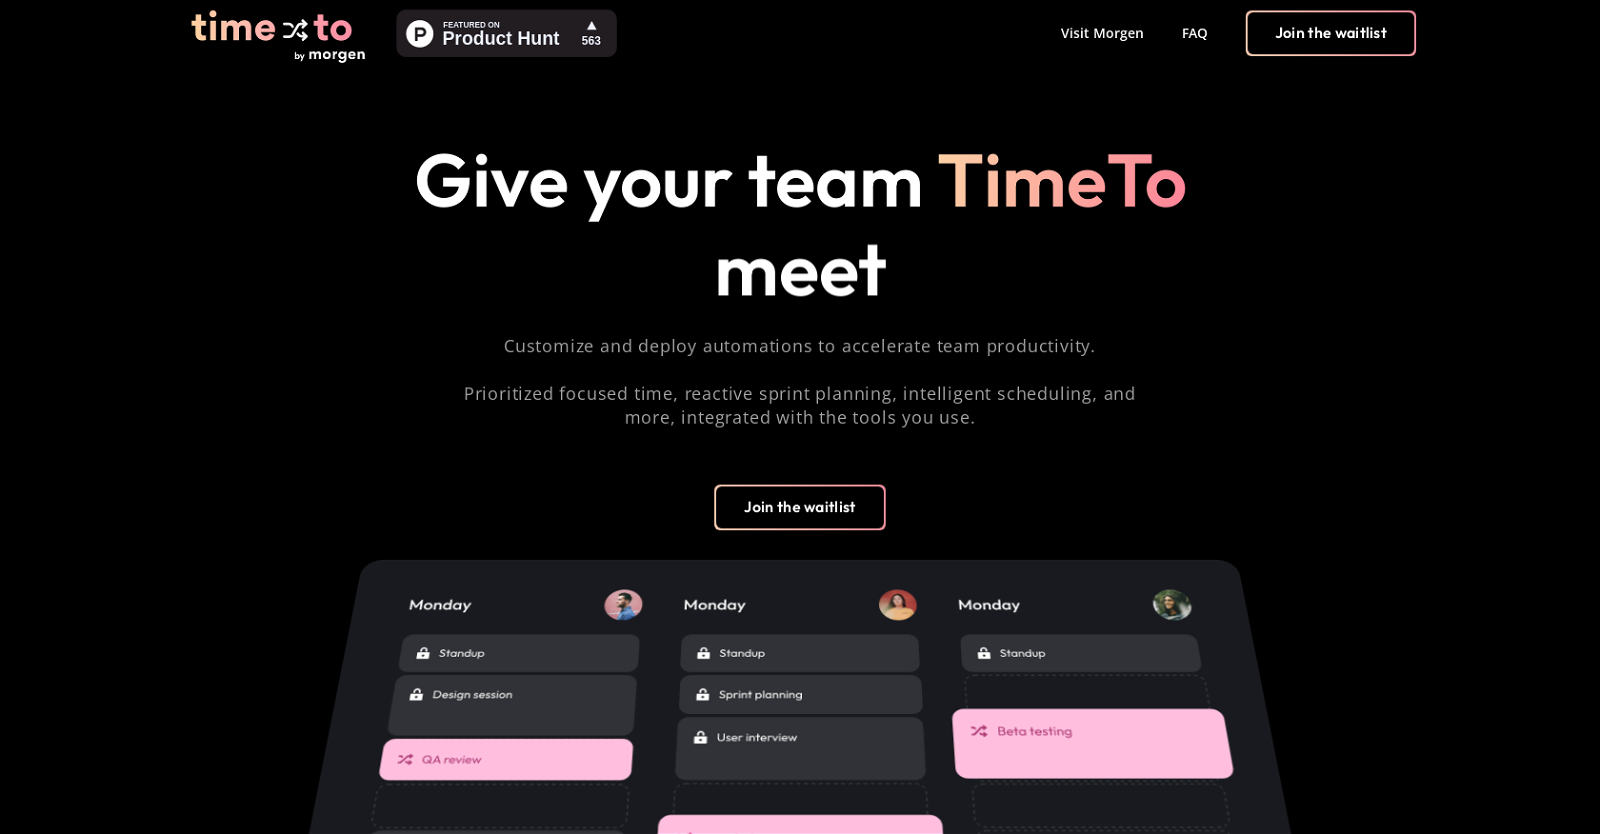 time to
by morgen
FEATURED ON
Product Hunt
563
Visit Morgen
FAQ
Join the waitlist
Give your team TimeTo
meet
Customize and deploy automations to accelerate team productivity.
Prioritized focused time, reactive sprint planning, intelligent scheduling, and
more, integrated with the tools you use.
Join the waitlist
Monday
Standup
Design session
QA review
Monday
Standup
Sprint planning
User interview
Monday
Standup
Beta testing